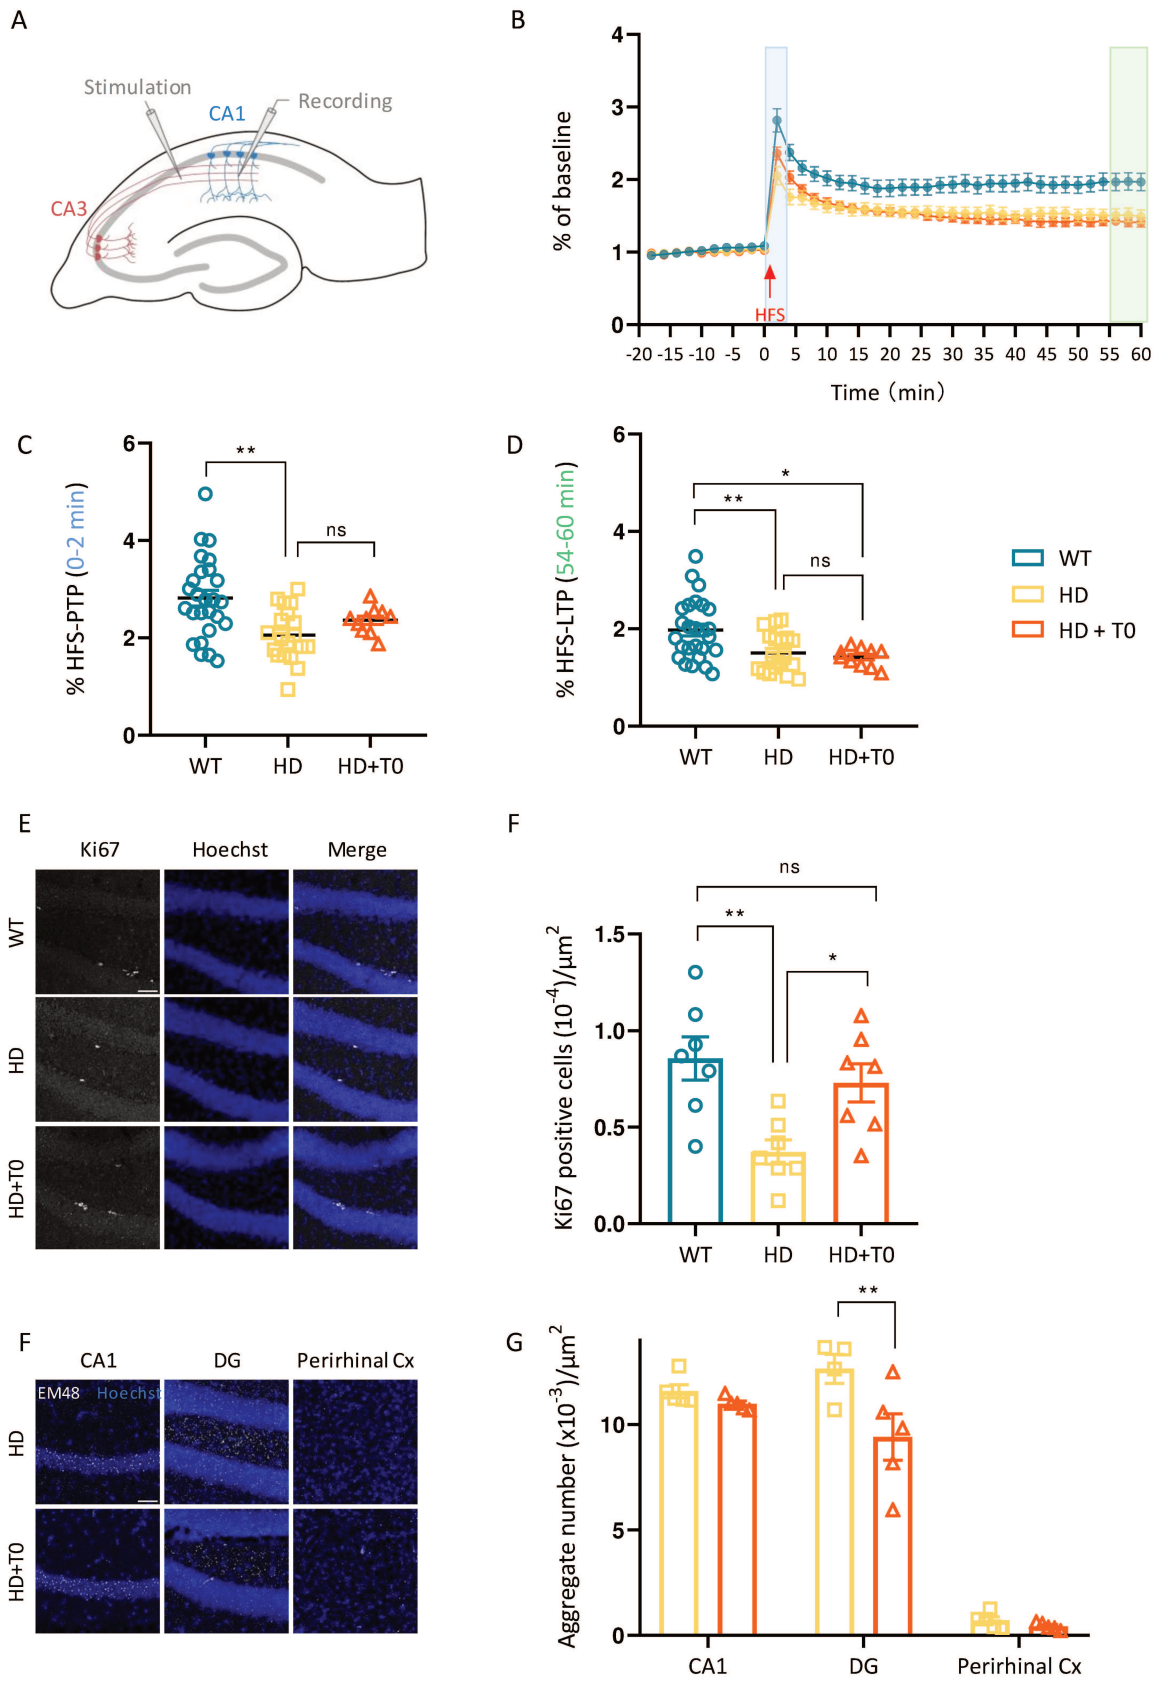 A
Stimulation
CA1
Recording
CA3
B
% of baseline
4
3
2
1
0
HFS
-20 -15 -10 -5 0 5 10 15 20 25 30 35 40 45 50 55 60
Time (min)
C
% HFS-PTP (0-2 min)
6
4
2
0
**
ns
WT HD HD+T0
D
% HFS-LTP (54-60 min)
6
4
2
0
*
**
ns
WT HD HD+T0
WT
HD
HD + T0
E
Ki67 Hoechst Merge
WT
HD
HD+T0
F
Ki67 positive cells (10⁻⁴)/μm²
1.5
1.0
0.5
0.0
ns
**
*
WT HD HD+T0
F
CA1 DG Perirhinal Cx
EM48 Hoechst
HD
HD+T0
G
Aggregate number (x10⁻³)/μm²
10
5
0
**
CA1 DG Perirhinal Cx